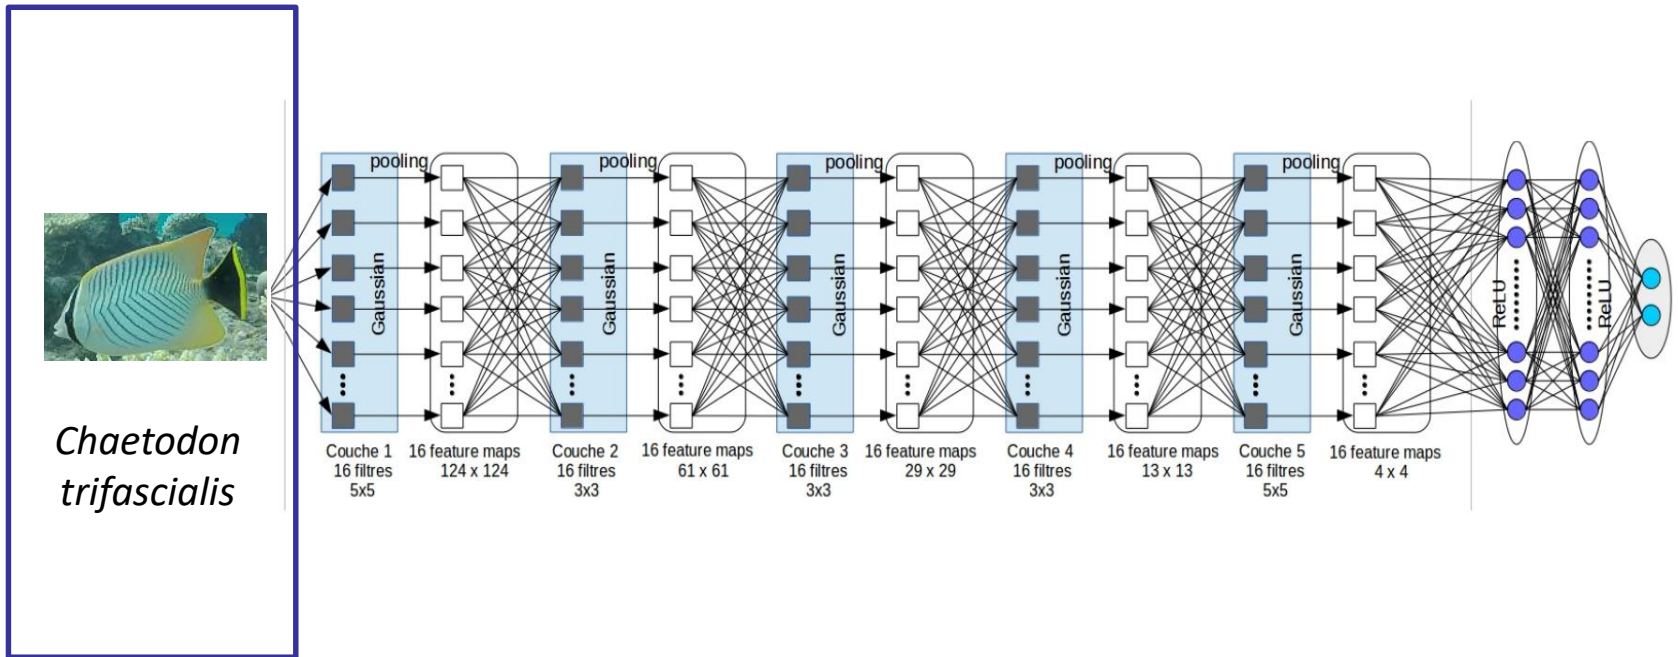 Chaetodon
trifascialis
pooling
Gaussian
Couche 1
16 filtres
5x5
16 feature maps
124 x 124
pooling
Gaussian
Couche 2
16 filtres
3x3
16 feature maps
61 x 61
pooling
Gaussian
Couche 3
16 filtres
3x3
16 feature maps
29 x 29
pooling
Gaussian
Couche 4
16 filtres
3x3
16 feature maps
13 x 13
pooling
Gaussian
Couche 5
16 filtres
5x5
16 feature maps
4 x 4
ReLU
ReLU